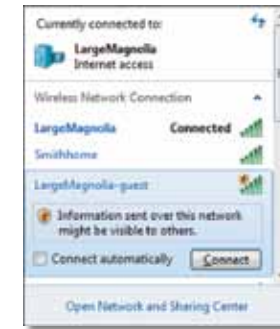 Currently connected to:
LargeMagnolia
Internet access
Wireless Network Connection
LargeMagnolia Connected
Smithhome
LargeMagnolia-guest
Information sent over this network
might be visible to others.
Connect automatically Connect
Open Network and Sharing Center